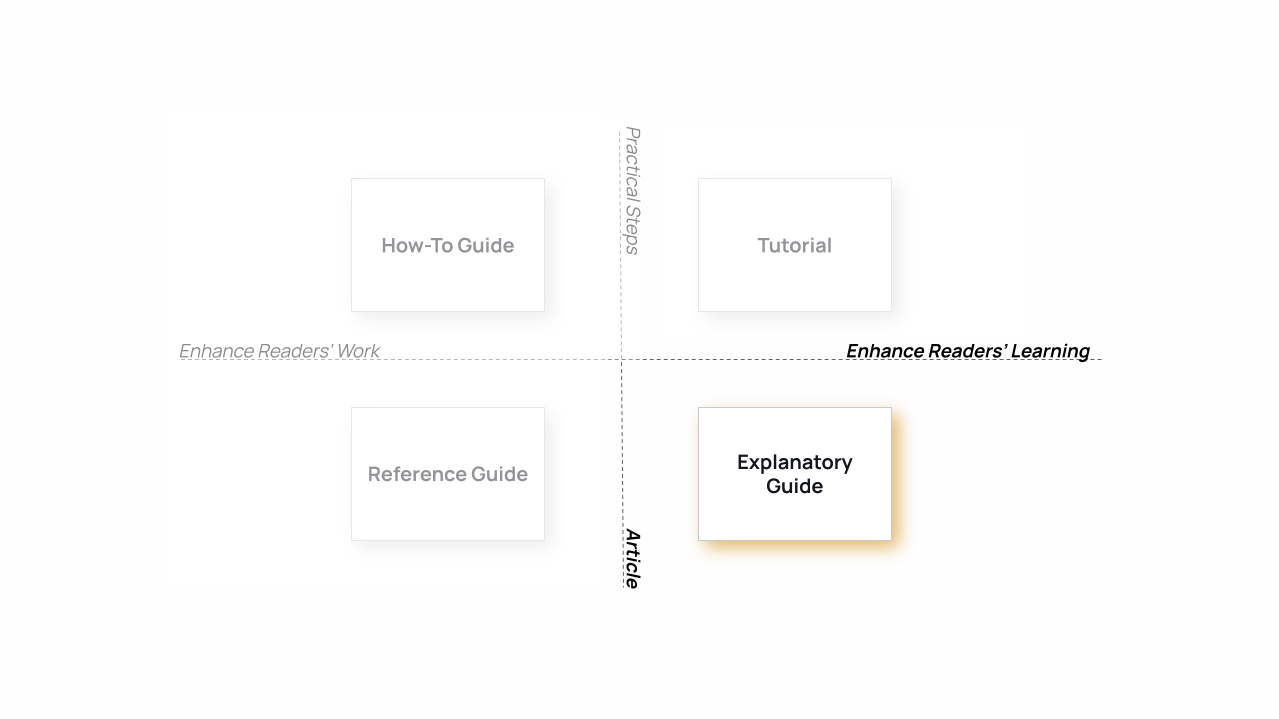 Practical Steps
How-To Guide
Tutorial
Enhance Readers’ Work
Enhance Readers’ Learning
Reference Guide
Explanatory
Guide
Article